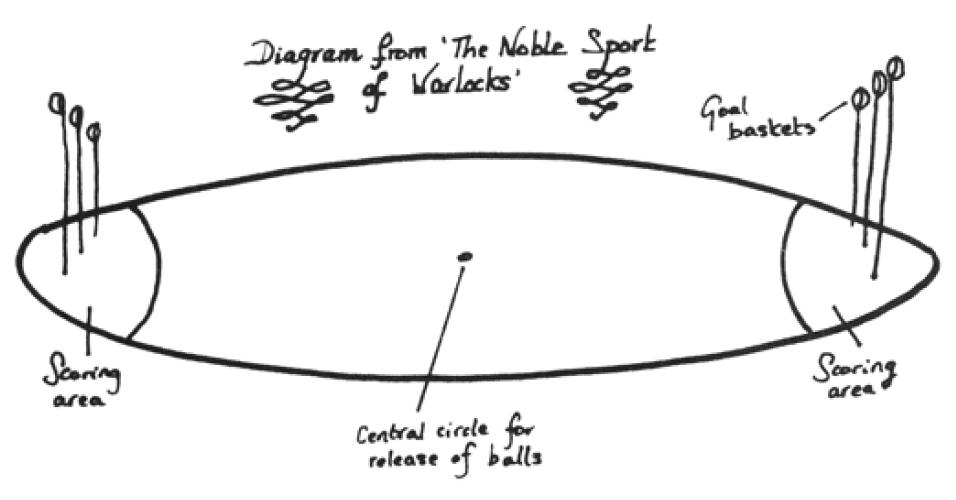 Diagram from 'The Noble Sport
of Warlocks'
Goal
baskets
Scoring
area
Scoring
area
Central circle for
release of balls